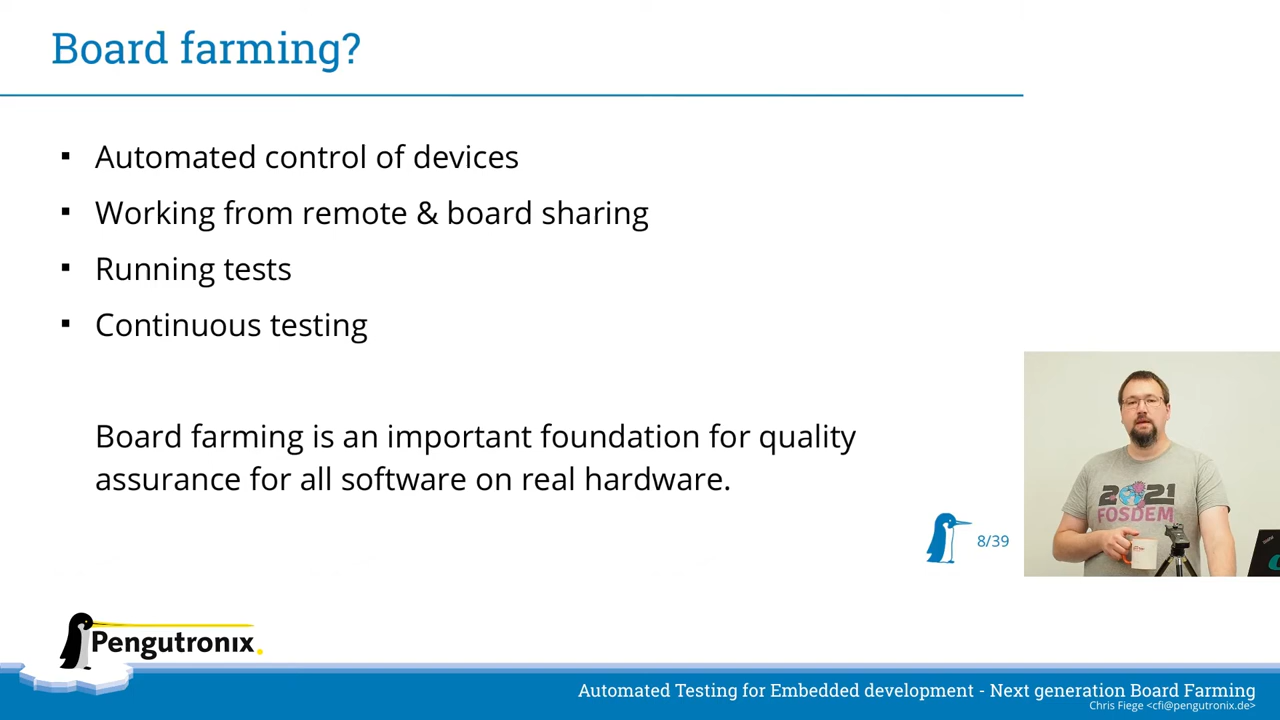 Board farming?
Automated control of devices
Working from remote & board sharing
Running tests
Continuous testing
Board farming is an important foundation for quality
assurance for all software on real hardware.
8/39
2021
FOSDEM
Pengutronix
Automated Testing for Embedded development - Next generation Board Farming
Chris Fiege <cfi@pengutronix.de>